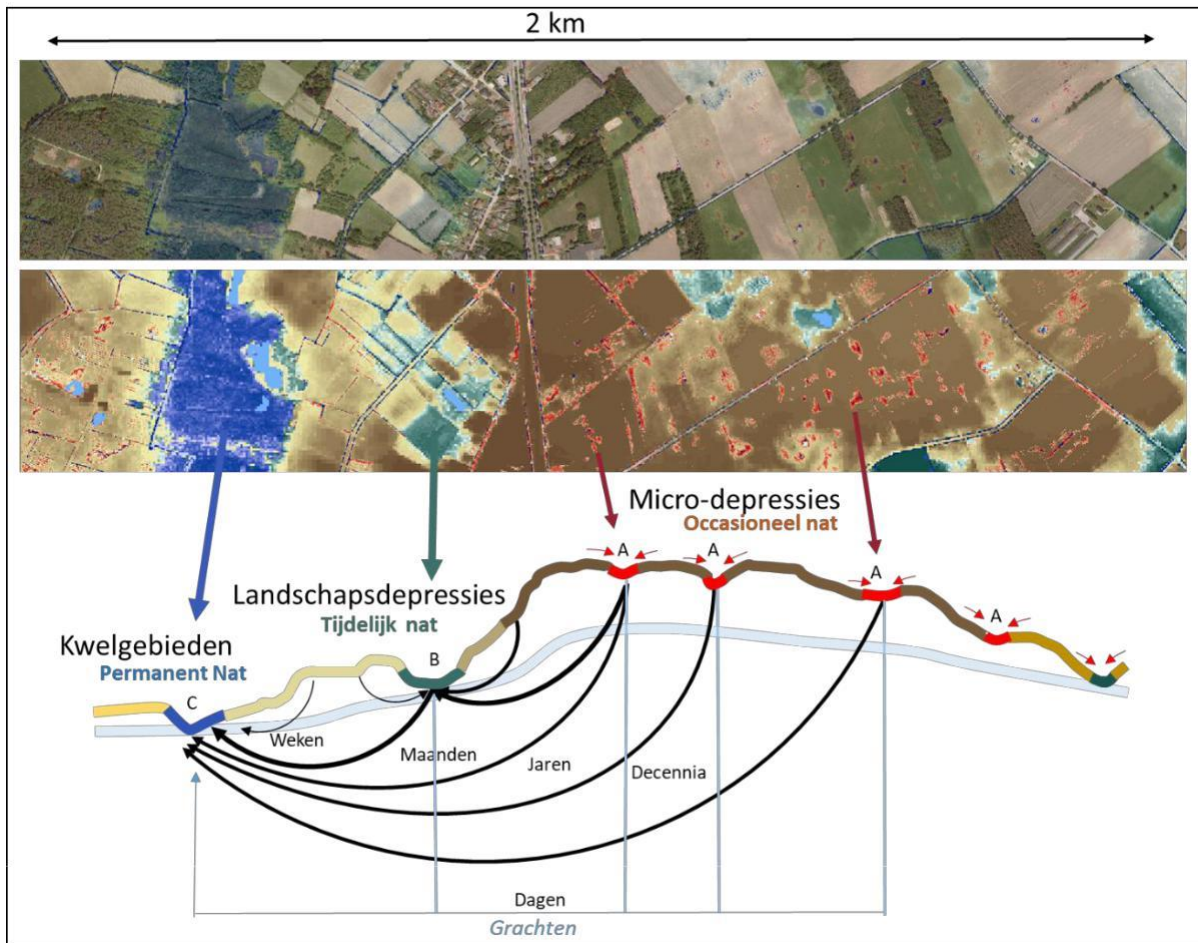 2 km
Micro-depressies
Occasioneel nat
A
A
A
A
Landschapsdepressies
Tijdelijk nat
B
Kwelgebieden
Permanent Nat
C
Weken
Maanden
Jaren
Decennia
Dagen
Grachten